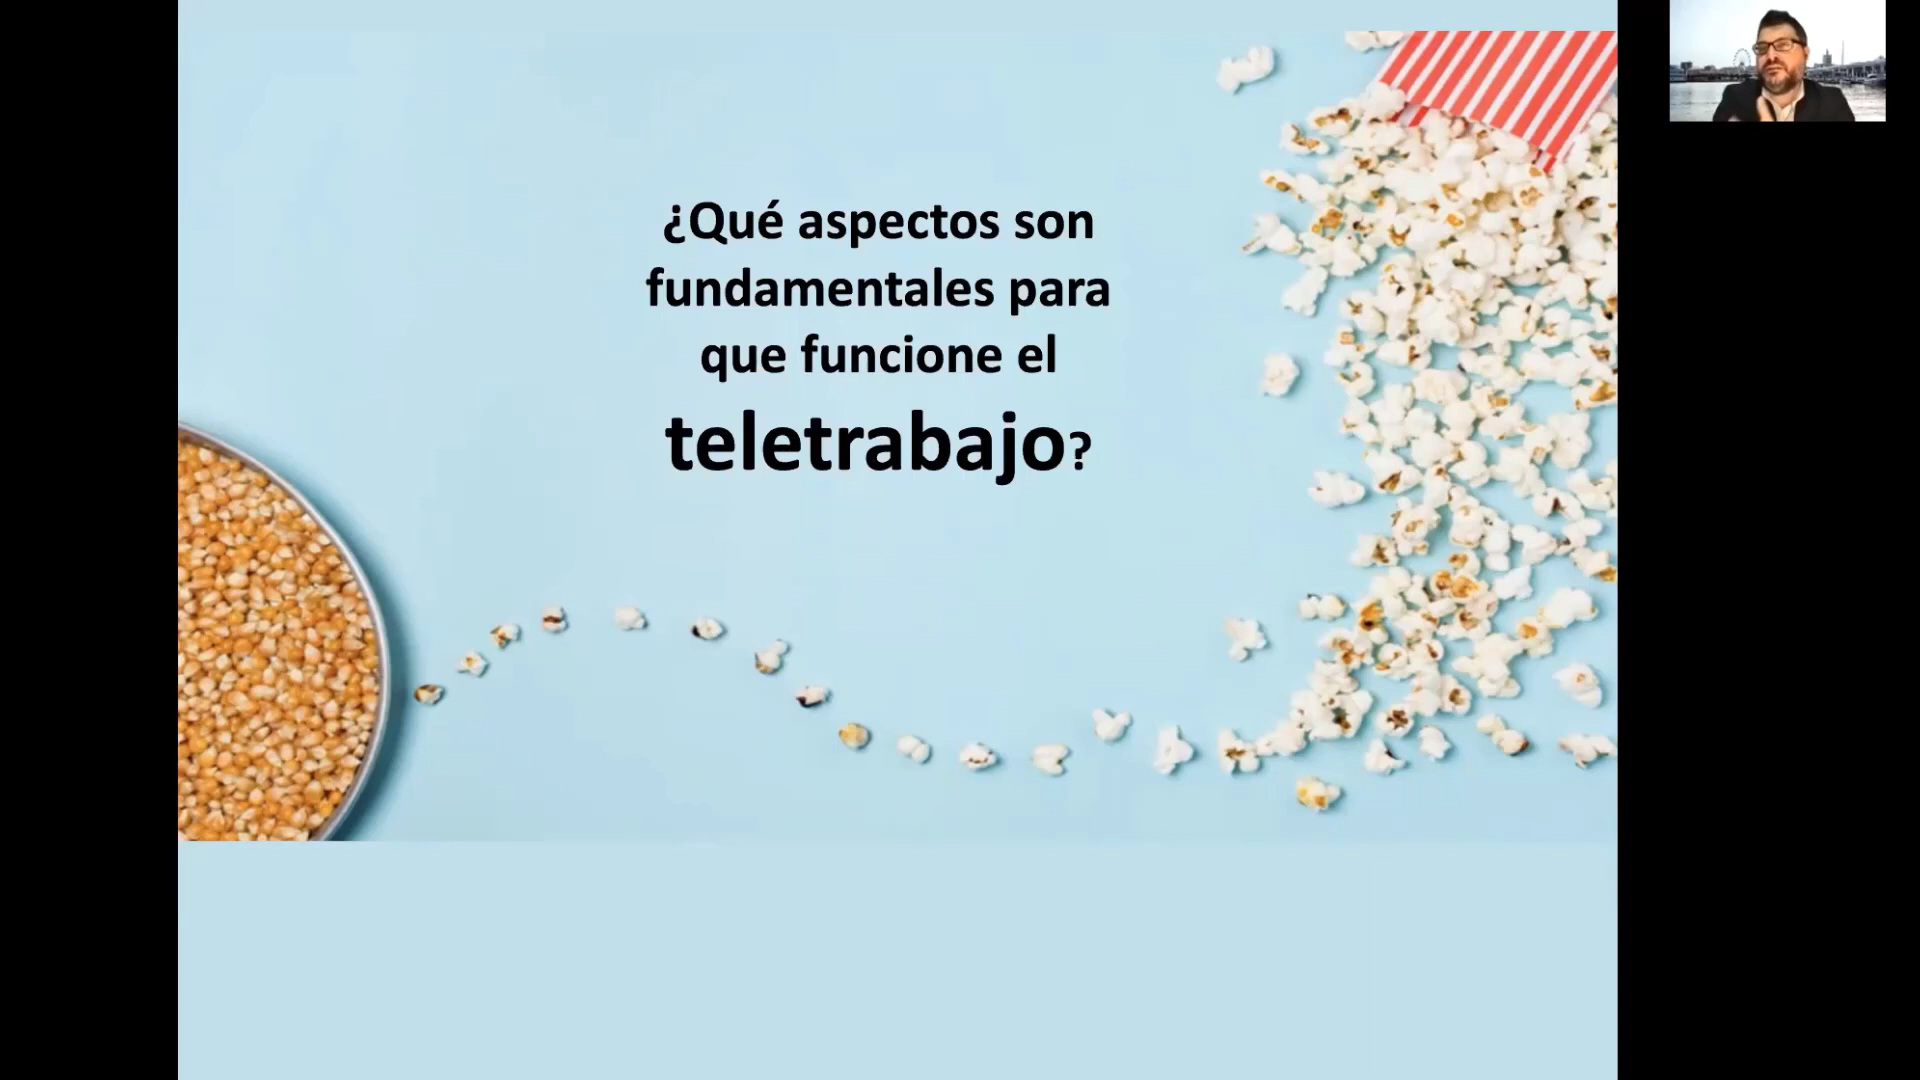 ¿Qué aspectos son
fundamentales para
que funcione el
teletrabajo?